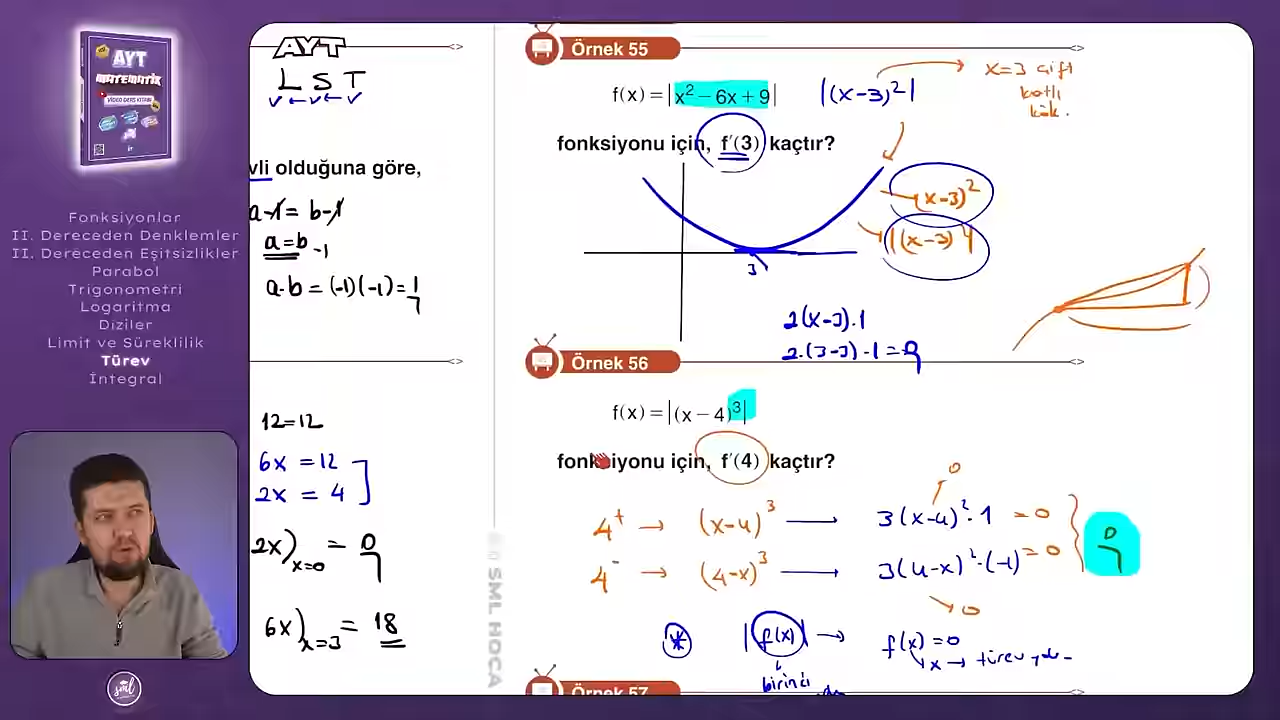 AYT
MATEMATİK
VİDEO DERS KİTABI
Fonksiyonlar
II. Dereceden Denklemler
II. Dereceden Eşitsizlikler
Parabol
Trigonometri
Logaritma
Diziler
Limit ve Süreklilik
Türev
İntegral
sml
AYT
L S T
vli olduğuna göre,
a-1 = b-1
a=b -1
a·b = (-1)(-1) = 1
12=12
6x = 12
2x = 4
2x)x=0 = 0
6x)x=3 = 18
SML HOCA
Örnek 55
f(x) = |x² – 6x + 9| |(x-3)²|
x=3 çift
katlı
kök.
fonksiyonu için, f'(3) kaçtır?
(x-3)²
|(x-3)
3
2(x-3)·1
2·(3-3)·1=0
Örnek 56
f(x) = |(x – 4)³|
fonksiyonu için, f'(4) kaçtır?
0
4⁺ → (x-4)³ → 3(x-4)²·1 = 0
4⁻ → (4-x)³ → 3(4-x)²·(-1) = 0
0
0
* |f(x)| → f(x)=0
x → türev
birinci
Örnek 57